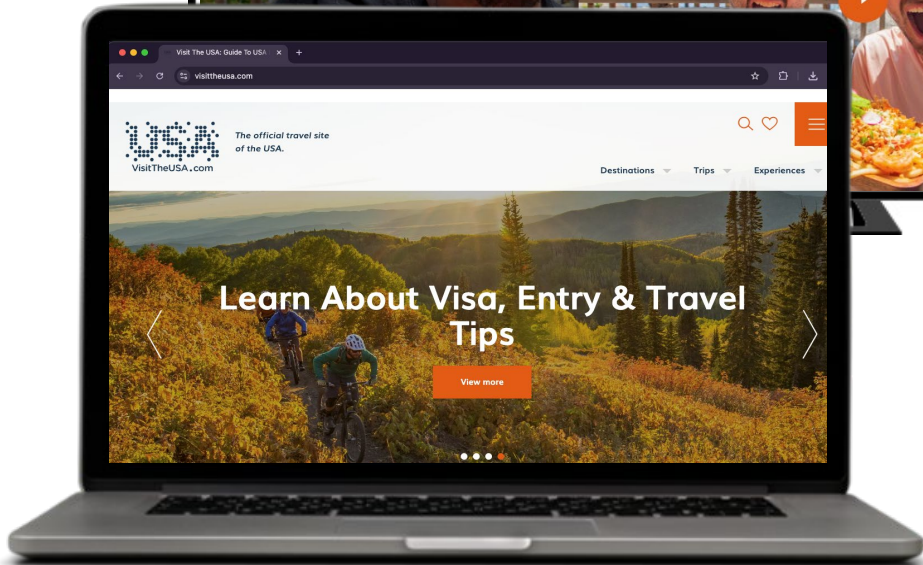 Visit The USA: Guide To USA
visittheusa.com
USA
The official travel site
of the USA.
VisitTheUSA.com
Destinations
Trips
Experiences
Learn About Visa, Entry & Travel
Tips
View more